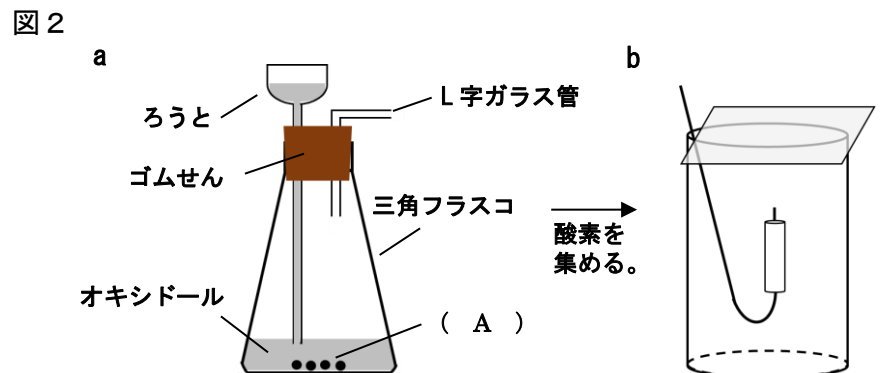 図２
a
b
ろうと
L字ガラス管
ゴムせん
三角フラスコ
酸素を
集める。
オキシドール
（　A　）